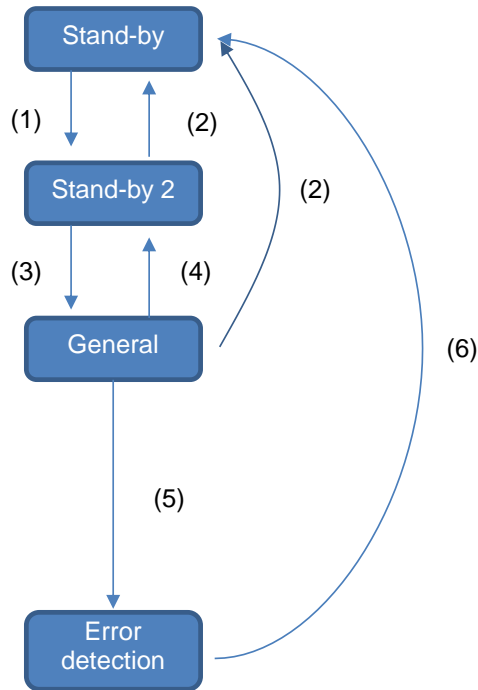 Stand-by
(1)
(2)
Stand-by 2
(2)
(3)
(4)
General
(6)
(5)
Error
detection